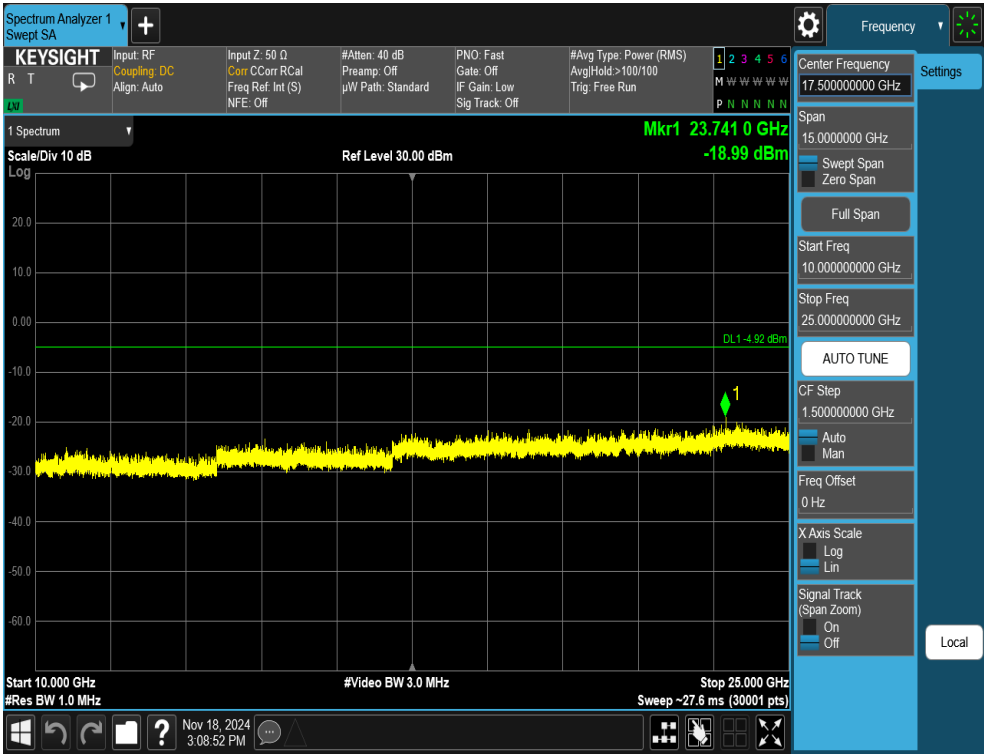 Spectrum Analyzer 1
Swept SA
+
Frequency
KEYSIGHT
R T
LXI
Input: RF
Coupling: DC
Align: Auto
Input Z: 50 Ω
Corr CCorr RCal
Freq Ref: Int (S)
NFE: Off
#Atten: 40 dB
Preamp: Off
µW Path: Standard
PNO: Fast
Gate: Off
IF Gain: Low
Sig Track: Off
#Avg Type: Power (RMS)
Avg|Hold:>100/100
Trig: Free Run
1 2 3 4 5 6
M W W W W W
P N N N N N
1 Spectrum
Mkr1 23.741 0 GHz
-18.99 dBm
Scale/Div 10 dB
Ref Level 30.00 dBm
Log
20.0
10.0
0.00
DL1 -4.92 dBm
-10.0
1
-20.0
-30.0
-40.0
-50.0
-60.0
Start 10.000 GHz
#Video BW 3.0 MHz
Stop 25.000 GHz
#Res BW 1.0 MHz
Sweep ~27.6 ms (30001 pts)
Center Frequency
17.500000000 GHz
Settings
Span
15.0000000 GHz
Swept Span
Zero Span
Full Span
Start Freq
10.000000000 GHz
Stop Freq
25.000000000 GHz
AUTO TUNE
CF Step
1.500000000 GHz
Auto
Man
Freq Offset
0 Hz
X Axis Scale
Log
Lin
Signal Track
(Span Zoom)
On
Off
Local
?
Nov 18, 2024
3:08:52 PM